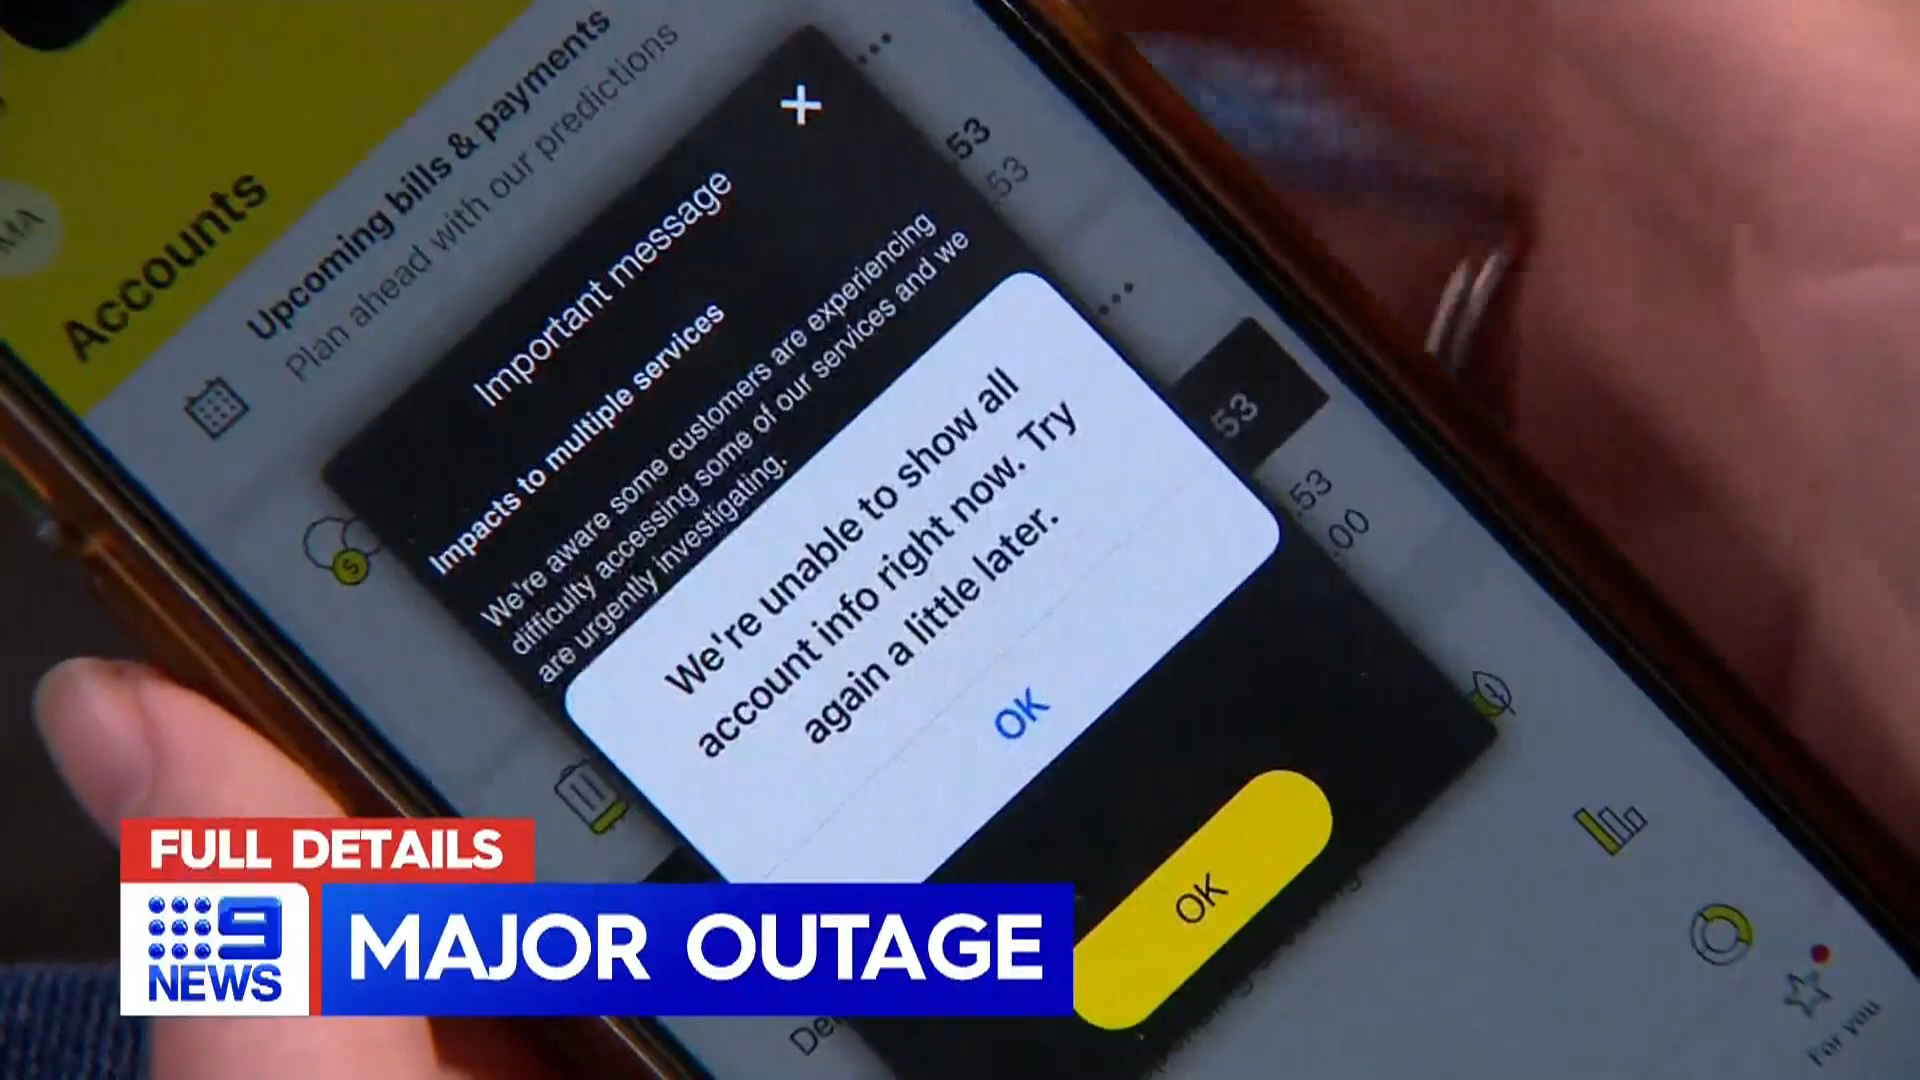 MA
Accounts
Upcoming bills & payments
Plan ahead with our predictions
Important message
Impacts to multiple services
We're aware some customers are experiencing
difficulty accessing some of our services and we
are urgently investigating.
53
.53
We're unable to show all
account info right now. Try
again a little later.
OK
53
.53
.00
OK
For you
FULL DETAILS
9
NEWS
MAJOR OUTAGE